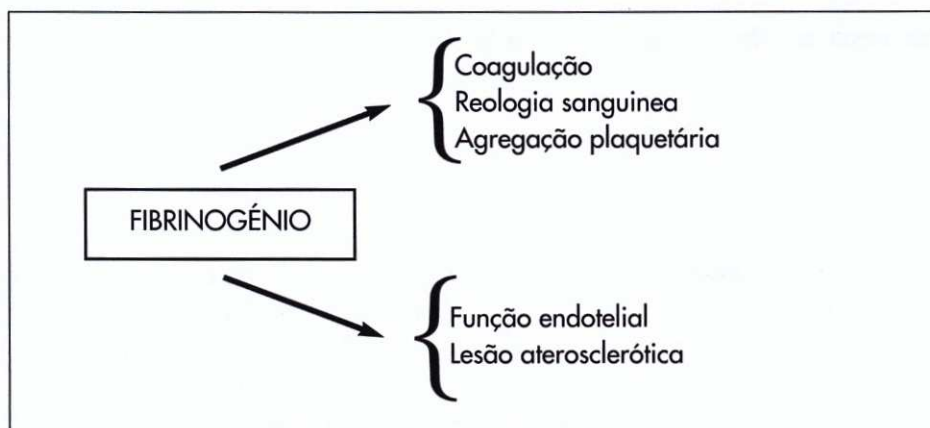 Coagulação
Reologia sanguinea
Agregação plaquetária
FIBRINOGÉNIO
Função endotelial
Lesão aterosclerótica